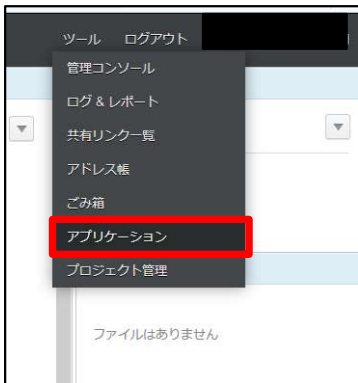 ツール ログアウト
管理コンソール
ログ & レポート
共有リンク一覧
アドレス帳
ごみ箱
アプリケーション
プロジェクト管理
ファイルはありません